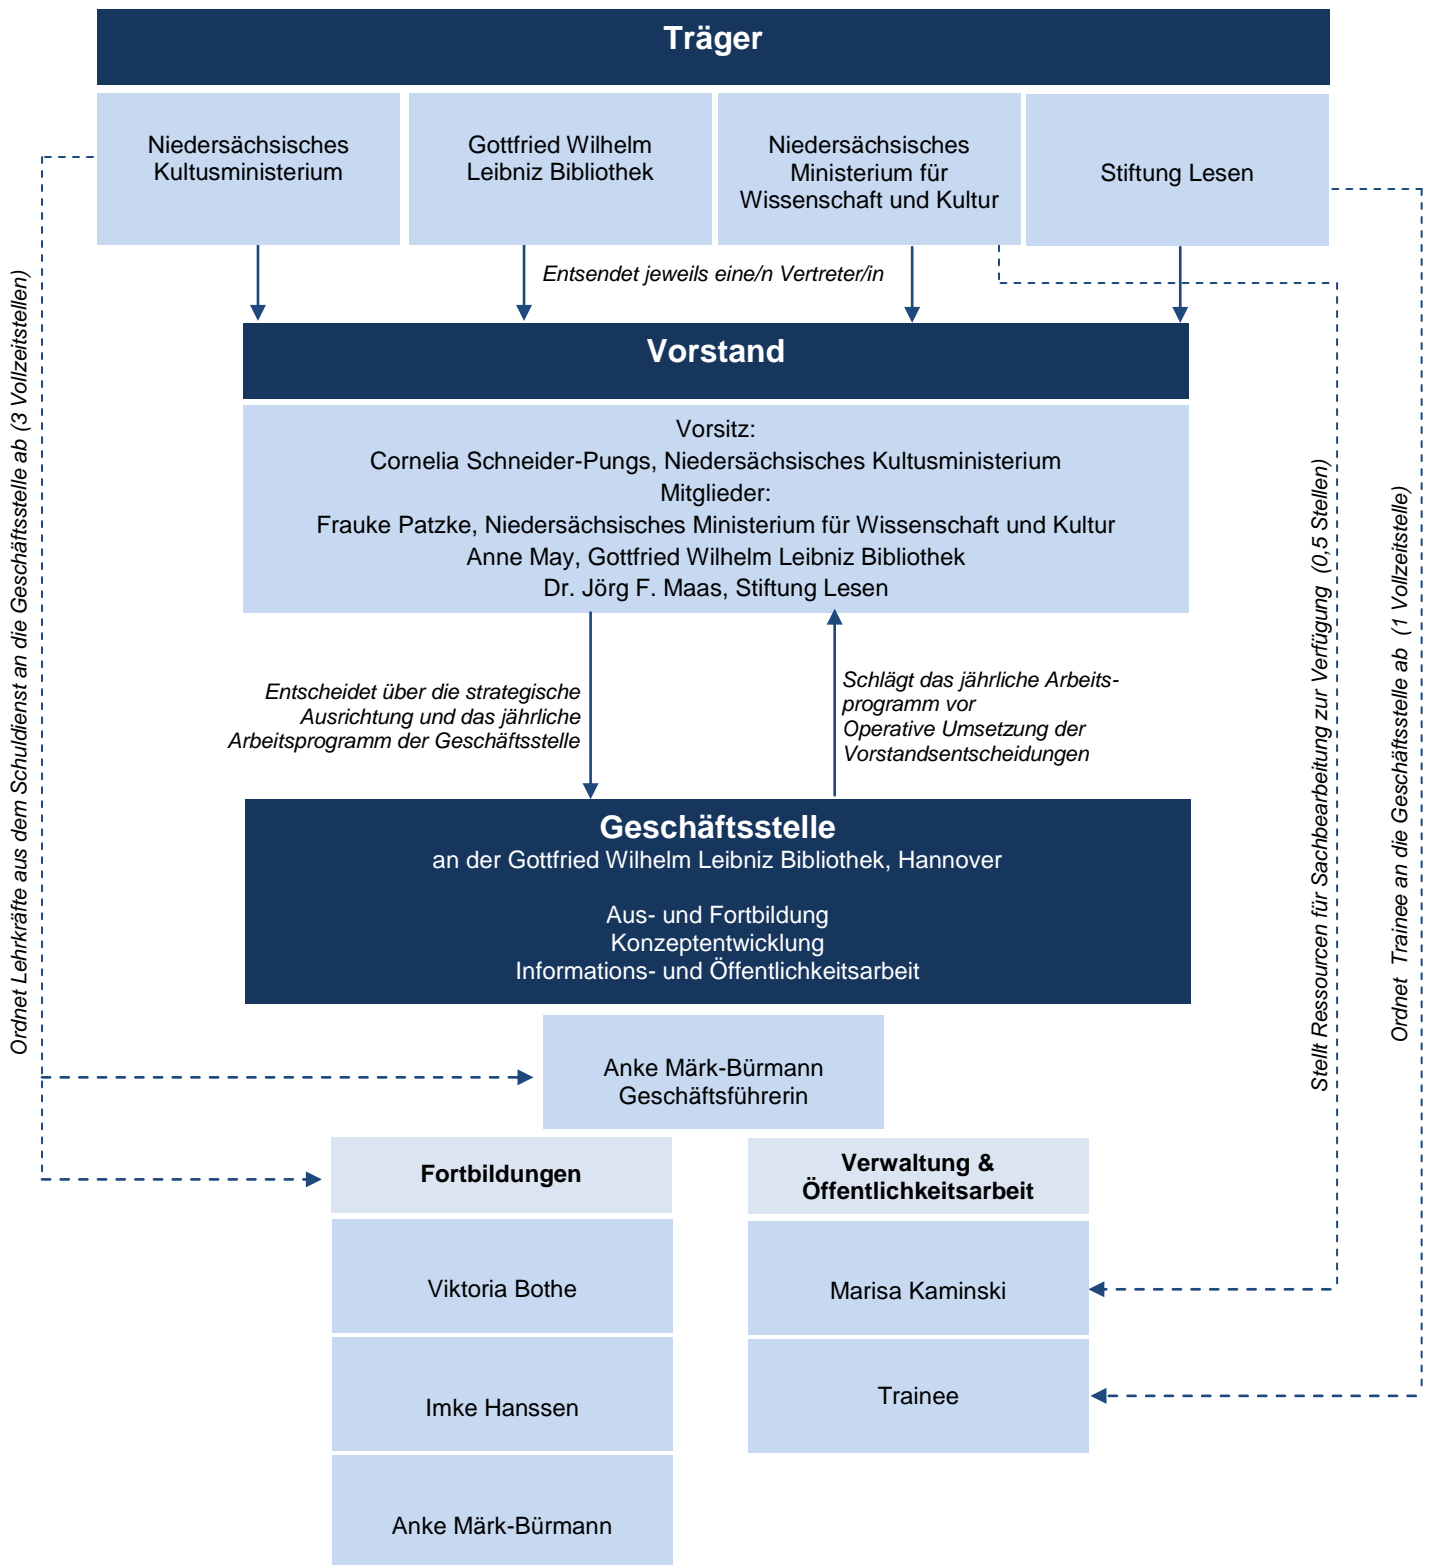 Träger
Niedersächsisches
Kultusministerium
Gottfried Wilhelm
Leibniz Bibliothek
Niedersächsisches
Ministerium für
Wissenschaft und Kultur
Stiftung Lesen
Entsendet jeweils eine/n Vertreter/in
Vorstand
Vorsitz:
Cornelia Schneider-Pungs, Niedersächsisches Kultusministerium
Mitglieder:
Frauke Patzke, Niedersächsisches Ministerium für Wissenschaft und Kultur
Anne May, Gottfried Wilhelm Leibniz Bibliothek
Dr. Jörg F. Maas, Stiftung Lesen
Entscheidet über die strategische
Ausrichtung und das jährliche
Arbeitsprogramm der Geschäftsstelle
Schlägt das jährliche Arbeits-
programm vor
Operative Umsetzung der
Vorstandsentscheidungen
Geschäftsstelle
an der Gottfried Wilhelm Leibniz Bibliothek, Hannover
Aus- und Fortbildung
Konzeptentwicklung
Informations- und Öffentlichkeitsarbeit
Anke Märk-Bürmann
Geschäftsführerin
Fortbildungen
Viktoria Bothe
Imke Hanssen
Anke Märk-Bürmann
Verwaltung &
Öffentlichkeitsarbeit
Marisa Kaminski
Trainee
Ordnet Lehrkräfte aus dem Schuldienst an die Geschäftsstelle ab (3 Vollzeitstellen)
Stellt Ressourcen für Sachbearbeitung zur Verfügung (0,5 Stellen)
Ordnet Trainee an die Geschäftsstelle ab (1 Vollzeitstelle)